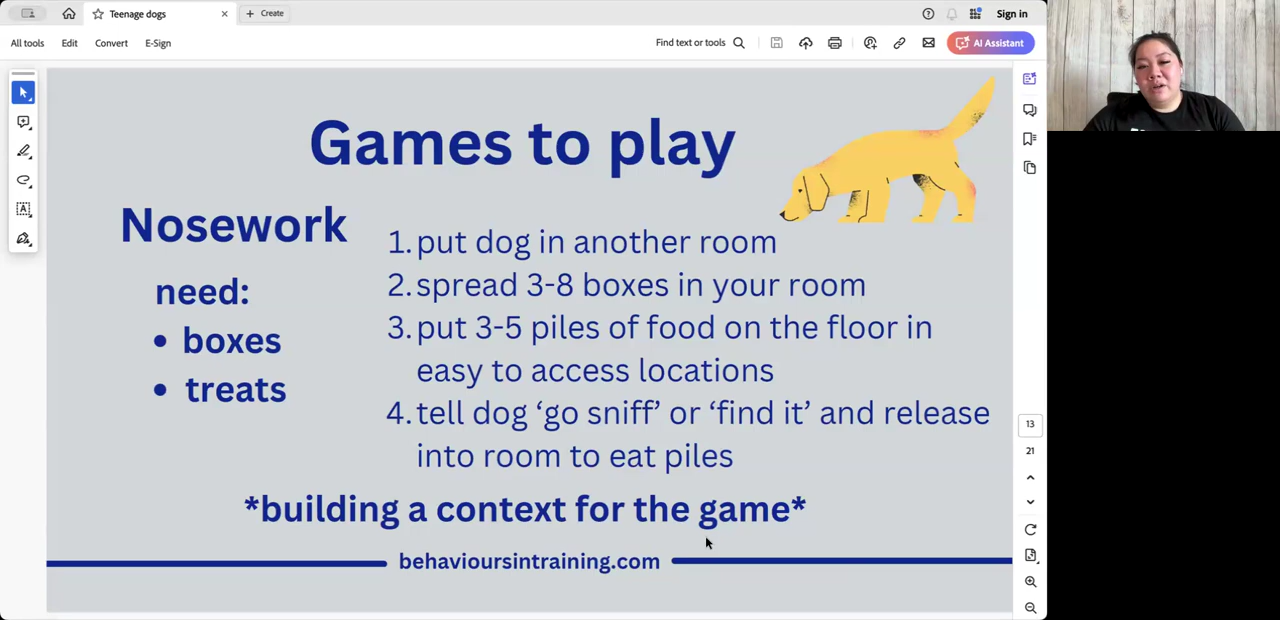 Teenage dogs
Create
Sign in
All tools
Edit
Convert
E-Sign
Find text or tools
AI Assistant
Games to play
Nosework
need:
• boxes
• treats
1. put dog in another room
2. spread 3-8 boxes in your room
3. put 3-5 piles of food on the floor in
easy to access locations
4. tell dog ‘go sniff’ or ‘find it’ and release
into room to eat piles
*building a context for the game*
behavioursintraining.com
13
21